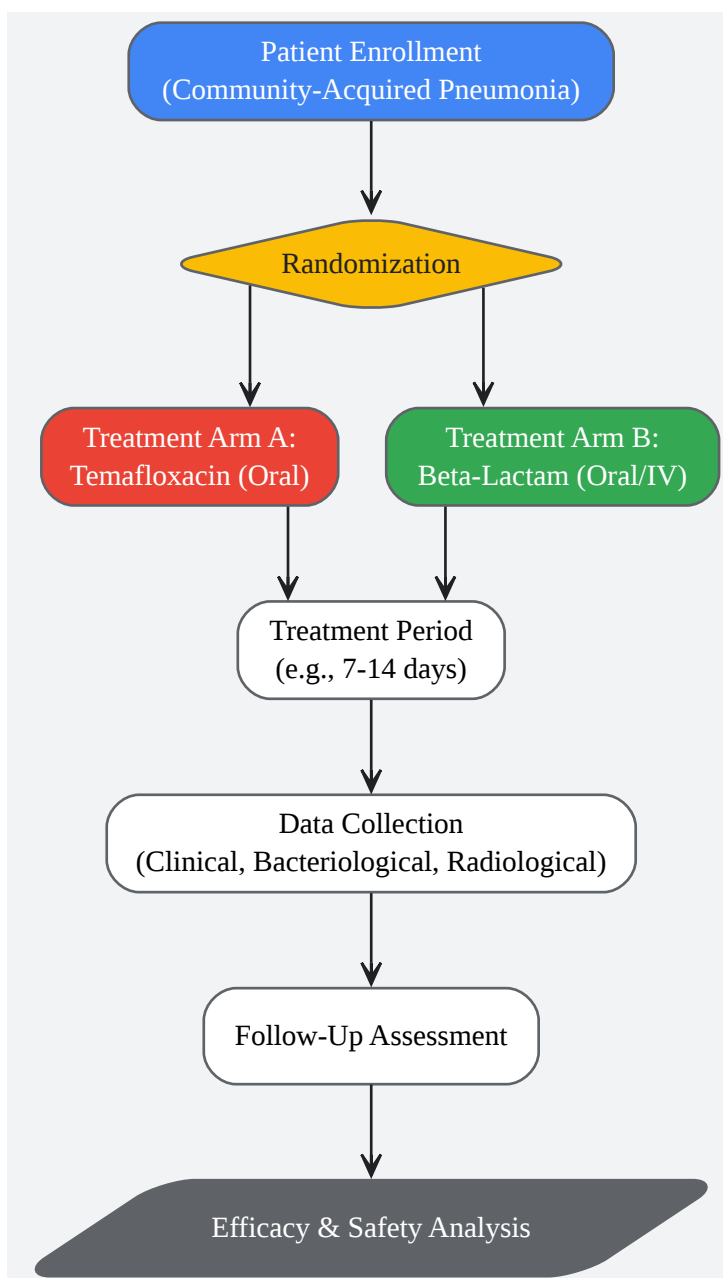 Patient Enrollment
(Community-Acquired Pneumonia)
Randomization
Treatment Arm A:
Temafloxacin (Oral)
Treatment Arm B:
Beta-Lactam (Oral/IV)
Treatment Period
(e.g., 7-14 days)
Data Collection
(Clinical, Bacteriological, Radiological)
Follow-Up Assessment
Efficacy & Safety Analysis